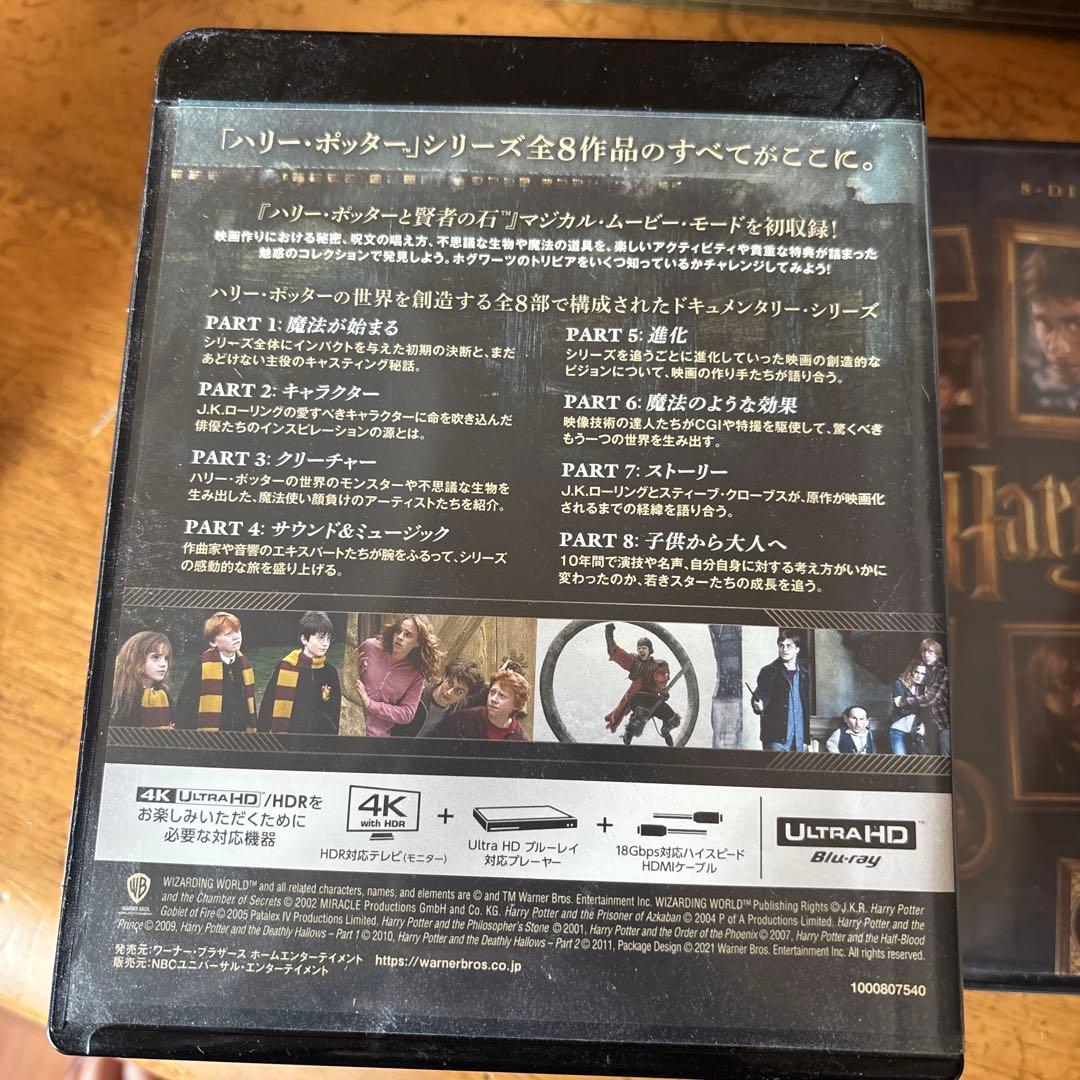 「ハリー・ポッター™」シリーズ全8作品のすべてがここに。
『ハリー・ポッターと賢者の石™』マジカル・ムービー・モードを初収録!
映画作りにおける秘密、呪文の唱え方、不思議な生物や魔法の道具を、楽しいアクティビティや貴重な特典が詰まった
魅惑のコレクションで発見しよう。ホグワーツのトリビアをいくつ知っているかチャレンジしてみよう!
ハリー・ポッターの世界を創造する全8部で構成されたドキュメンタリー・シリーズ
PART 1: 魔法が始まる
シリーズ全体にインパクトを与えた初期の決断と、まだ
あどけない主役のキャスティング秘話。
PART 2: キャラクター
J.K.ローリングの愛すべきキャラクターに命を吹き込んだ
俳優たちのインスピレーションの源とは。
PART 3: クリーチャー
ハリー・ポッターの世界のモンスターや不思議な生物を
生み出した、魔法使い顔負けのアーティストたちを紹介。
PART 4: サウンド&ミュージック
作曲家や音響のエキスパートたちが腕をふるって、シリーズ
の感動的な旅を盛り上げる。
PART 5: 進化
シリーズを追うごとに進化していった映画の創造的な
ビジョンについて、映画の作り手たちが語り合う。
PART 6: 魔法のような効果
映像技術の達人たちがCGIや特撮を駆使して、驚くべき
もう一つの世界を生み出す。
PART 7: ストーリー
J.K.ローリングとスティーブ・クローブスが、原作が映画化
されるまでの経緯を語り合う。
PART 8: 子供から大人へ
10年間で演技や名声、自分自身に対する考え方がいかに
変わったのか、若きスターたちの成長を追う。
4K ULTRA HD™/HDRを
お楽しみいただくために
必要な対応機器
4K
with HDR
HDR対応テレビ(モニター)
+
Ultra HD ブルーレイ
対応プレーヤー
+
18Gbps対応ハイスピード
HDMIケーブル
ULTRA HD™
Blu-ray
WB
WIZARDING WORLD™ and all related characters, names, and elements are © and TM Warner Bros. Entertainment Inc. WIZARDING WORLD™ Publishing Rights © J.K.R. Harry Potter
and the Chamber of Secrets © 2002 MIRACLE Productions GmbH and Co. KG. Harry Potter and the Prisoner of Azkaban © 2004 P of A Productions Limited. Harry Potter and the
Goblet of Fire © 2005 Patalex IV Productions Limited. Harry Potter and the Philosopher's Stone © 2001, Harry Potter and the Order of the Phoenix © 2007, Harry Potter and the Half-Blood
Prince © 2009, Harry Potter and the Deathly Hallows – Part 1 © 2010, Harry Potter and the Deathly Hallows – Part 2 © 2011, Package Design © 2021 Warner Bros. Entertainment Inc. All rights reserved.
発売元:ワーナー・ブラザース ホームエンターテイメント
販売元:NBCユニバーサル・エンターテイメント
https://warnerbros.co.jp
1000807540
8-DI
Harr